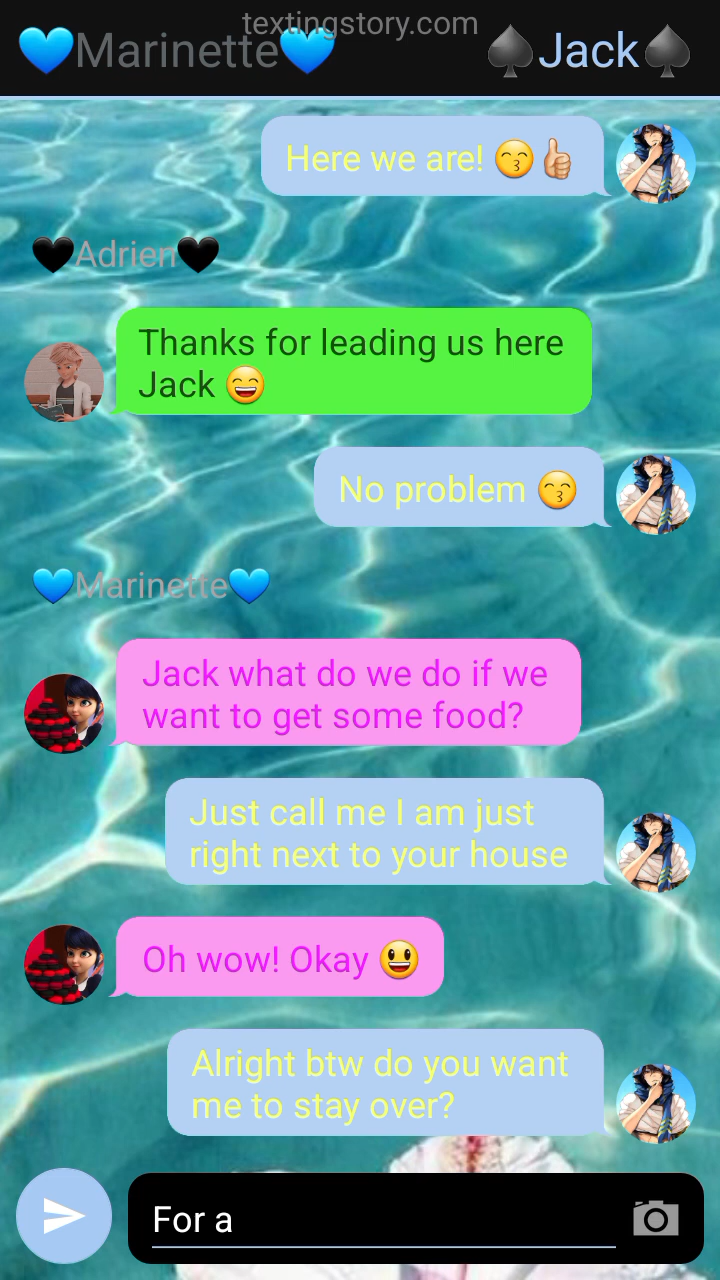 textingstory.com
💙Marinette💙 ♠Jack♠
Here we are! 😙👍🏻
🖤Adrien🖤
Thanks for leading us here
Jack 😄
No problem 😙
💙Marinette💙
Jack what do we do if we
want to get some food?
Just call me I am just
right next to your house
Oh wow! Okay 😃
Alright btw do you want
me to stay over?
For a